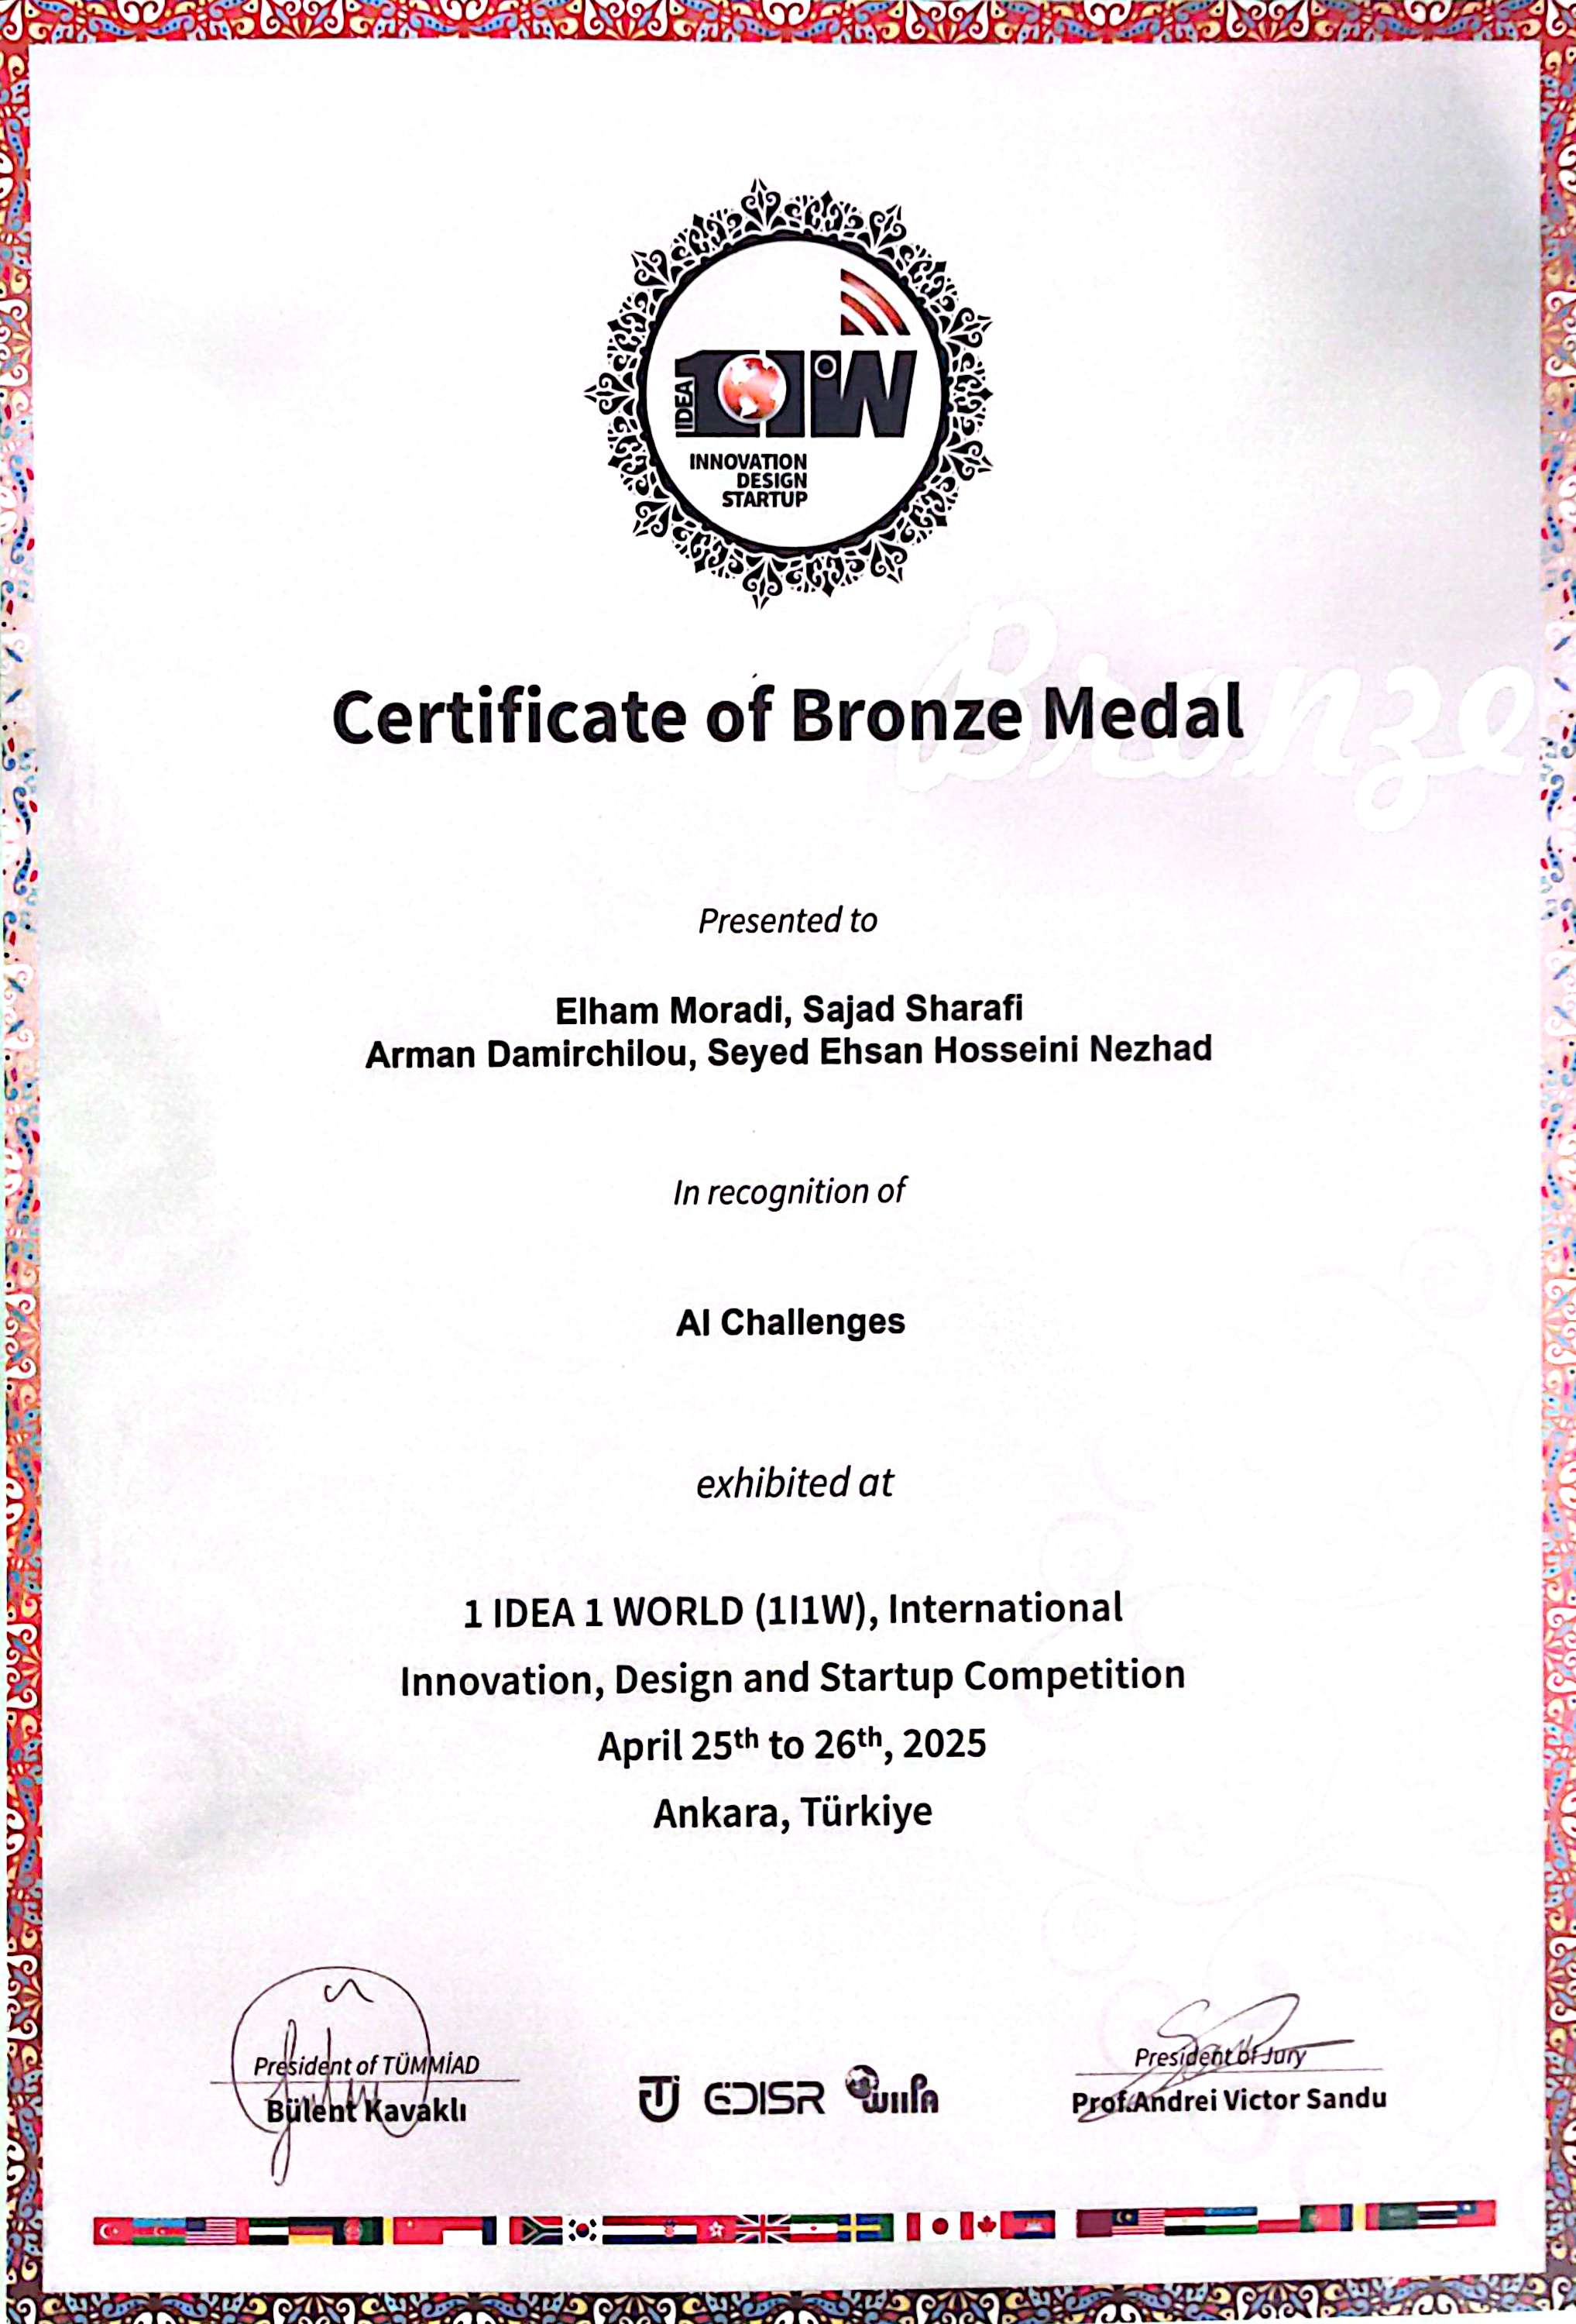 IDEA
1I1W
INNOVATION
DESIGN
STARTUP
Bronze
Certificate of Bronze Medal
Presented to
Elham Moradi, Sajad Sharafi
Arman Damirchilou, Seyed Ehsan Hosseini Nezhad
In recognition of
AI Challenges
exhibited at
1 IDEA 1 WORLD (1I1W), International
Innovation, Design and Startup Competition
April 25th to 26th, 2025
Ankara, Türkiye
President of TÜMMİAD
Bülent Kavaklı
EDISR
WIIPA
President of Jury
Prof.Andrei Victor Sandu